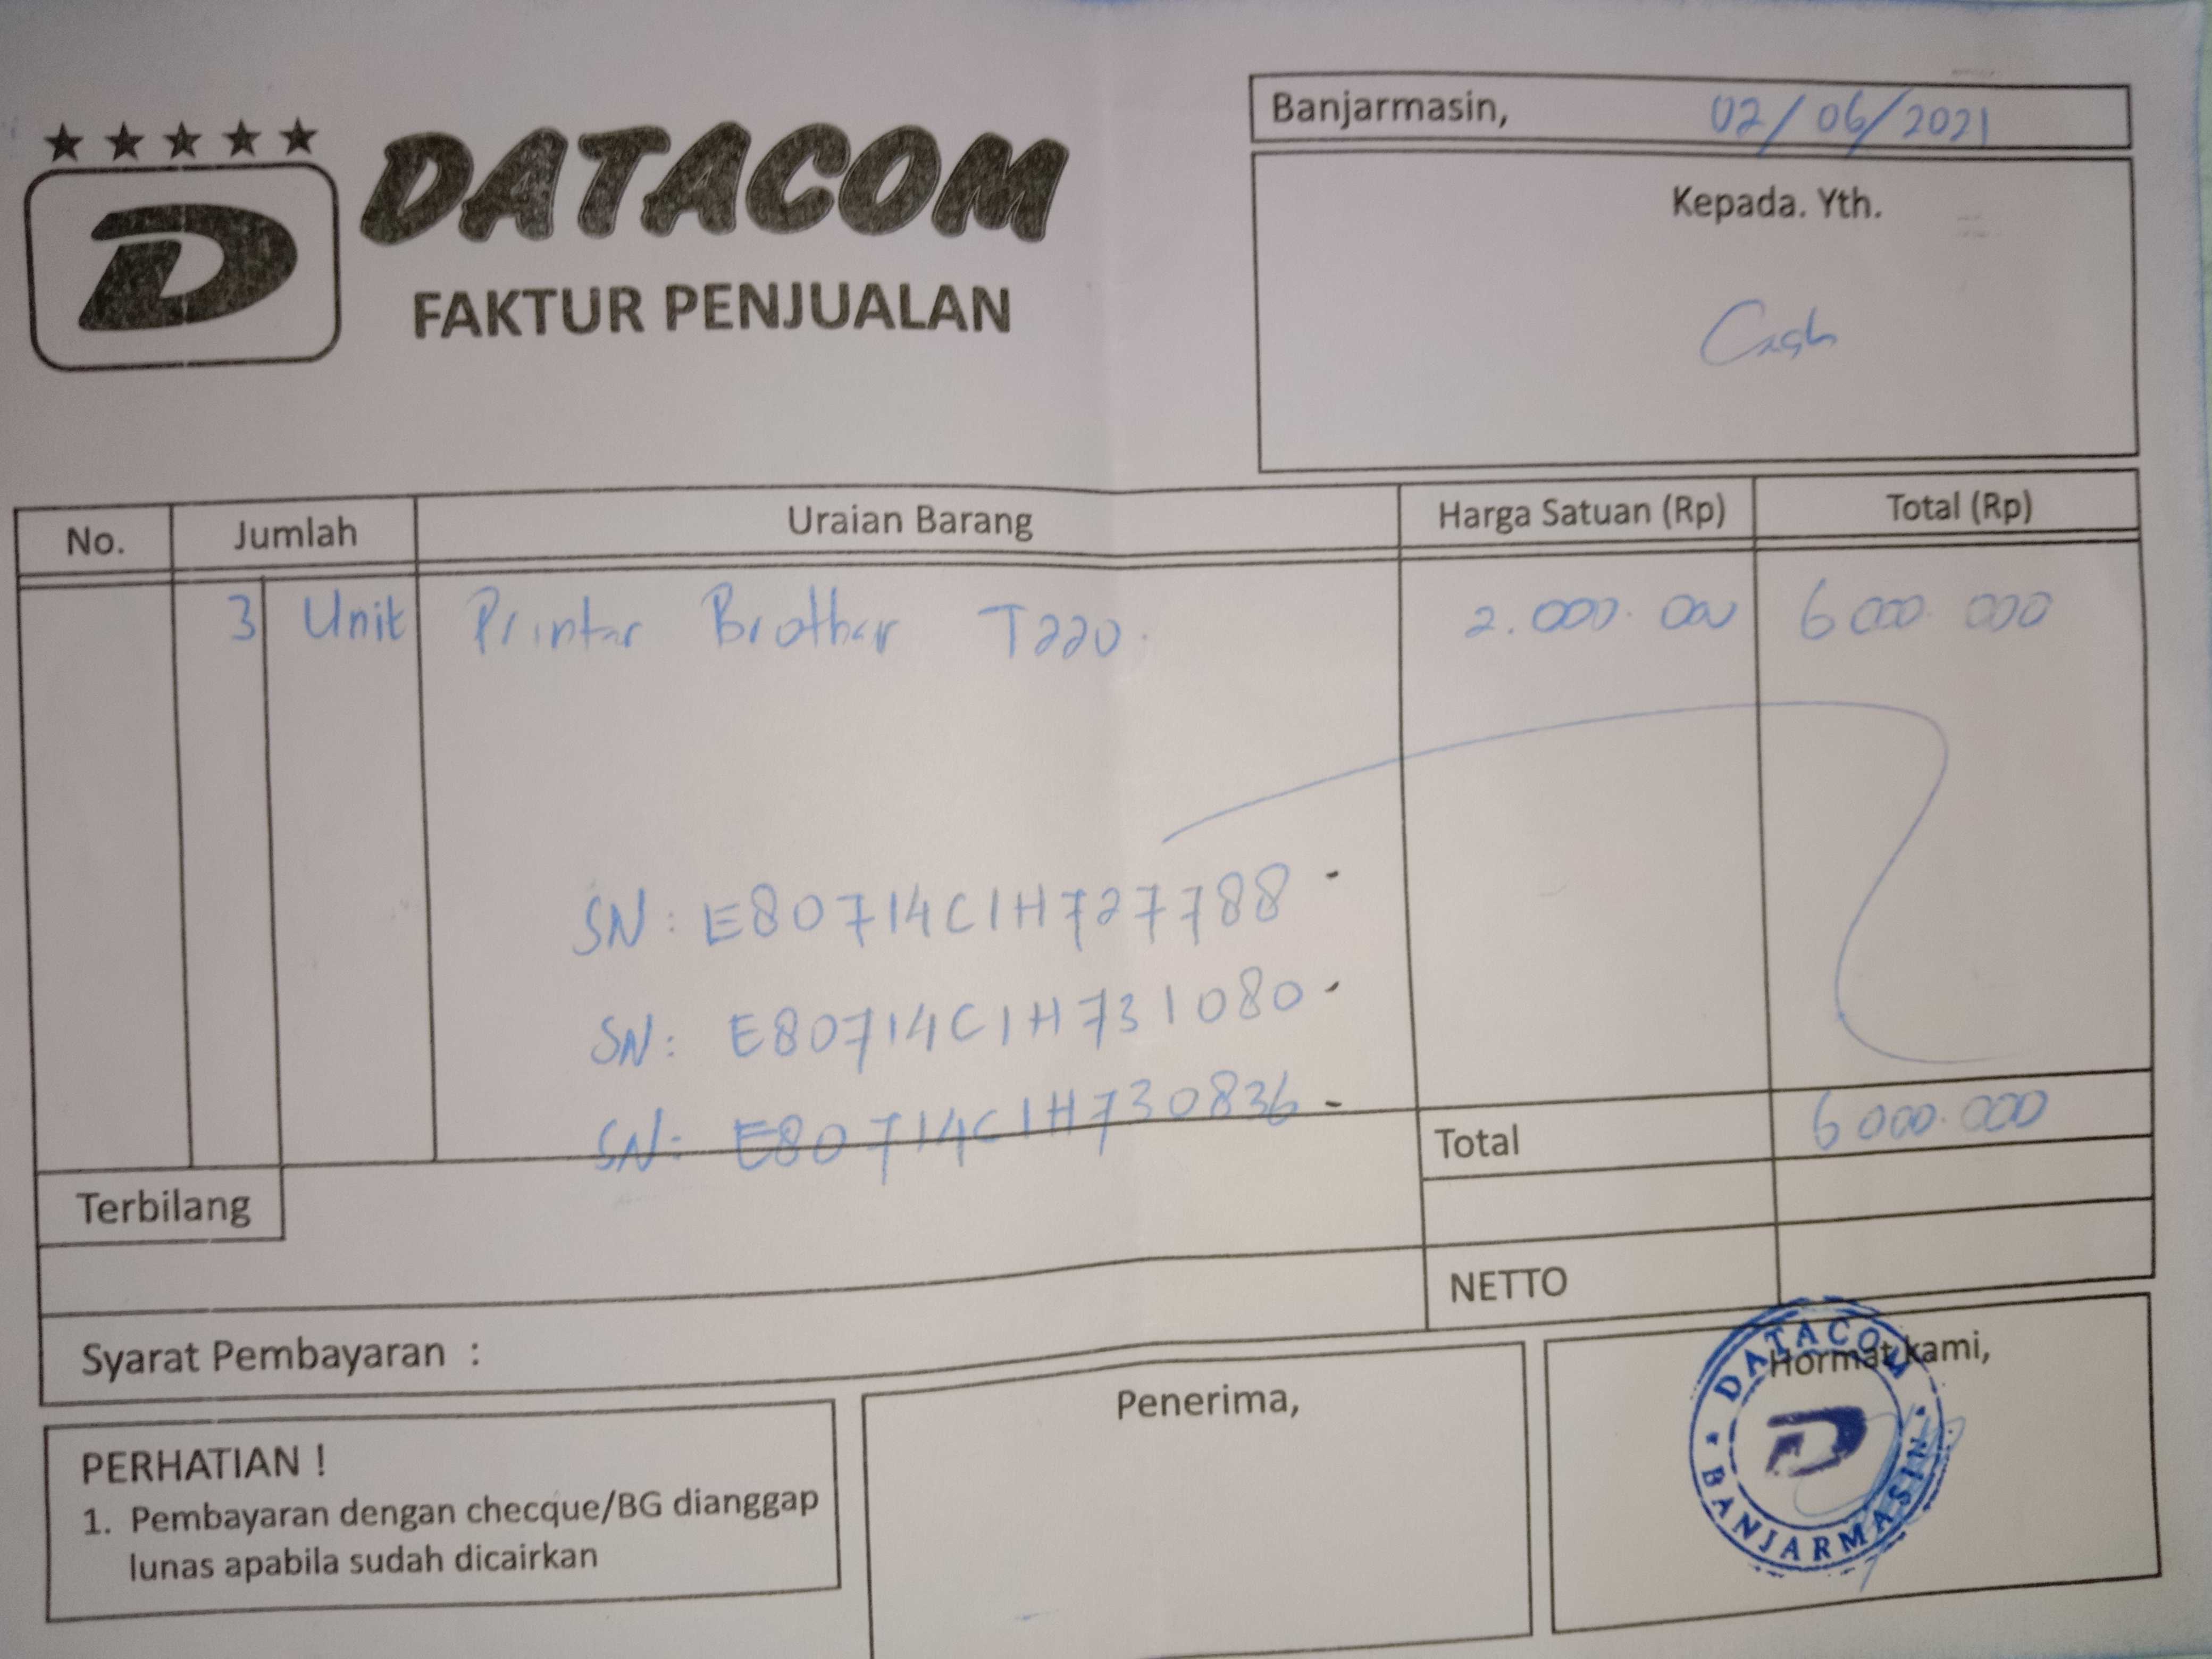 DATACOM
FAKTUR PENJUALAN
Banjarmasin, 02/06/2021
Kepada. Yth.
Cash
No. Jumlah Uraian Barang Harga Satuan (Rp) Total (Rp)
3 Unit Printer Brother T220. 2.000.000 6 000 000
SN: E80714C1H727788 -
SN: E80714C1H731080 -
SN: E80714C1H730836 -
Total 6 000.000
Terbilang
NETTO
Syarat Pembayaran :
PERHATIAN !
1. Pembayaran dengan checque/BG dianggap
lunas apabila sudah dicairkan
Penerima,
Hormat kami,
DATACOM
D
BANJARMASIN